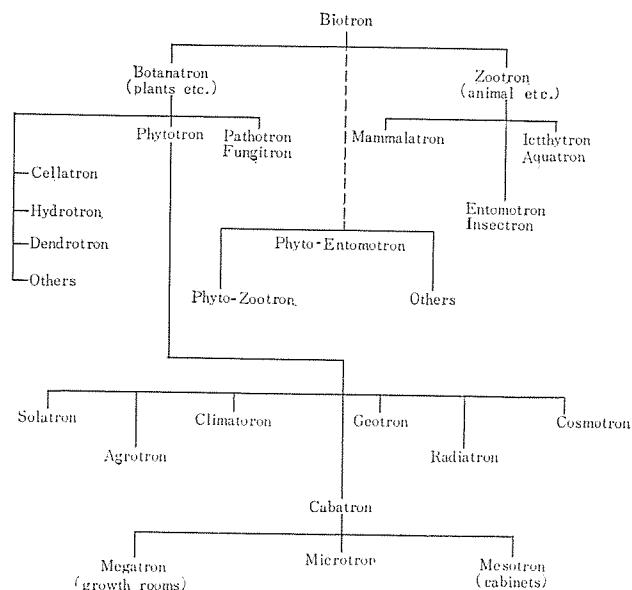 Biotron
Botanatron
(plants etc.)
Zootron
(animal etc.)
Phytotron
Pathotron
Fungitron
Mammalatron
Ictthytron
Aquatron
Cellatron
Hydrotron
Dendrotron
Others
Entomotron
Insectron
Phyto-Entomotron
Phyto-Zootron
Others
Solatron
Climatoron
Geotron
Cosmotron
Agrotron
Radiatron
Cabatron
Megatron
(growth rooms)
Microtron
Mesotron
(cabinets)